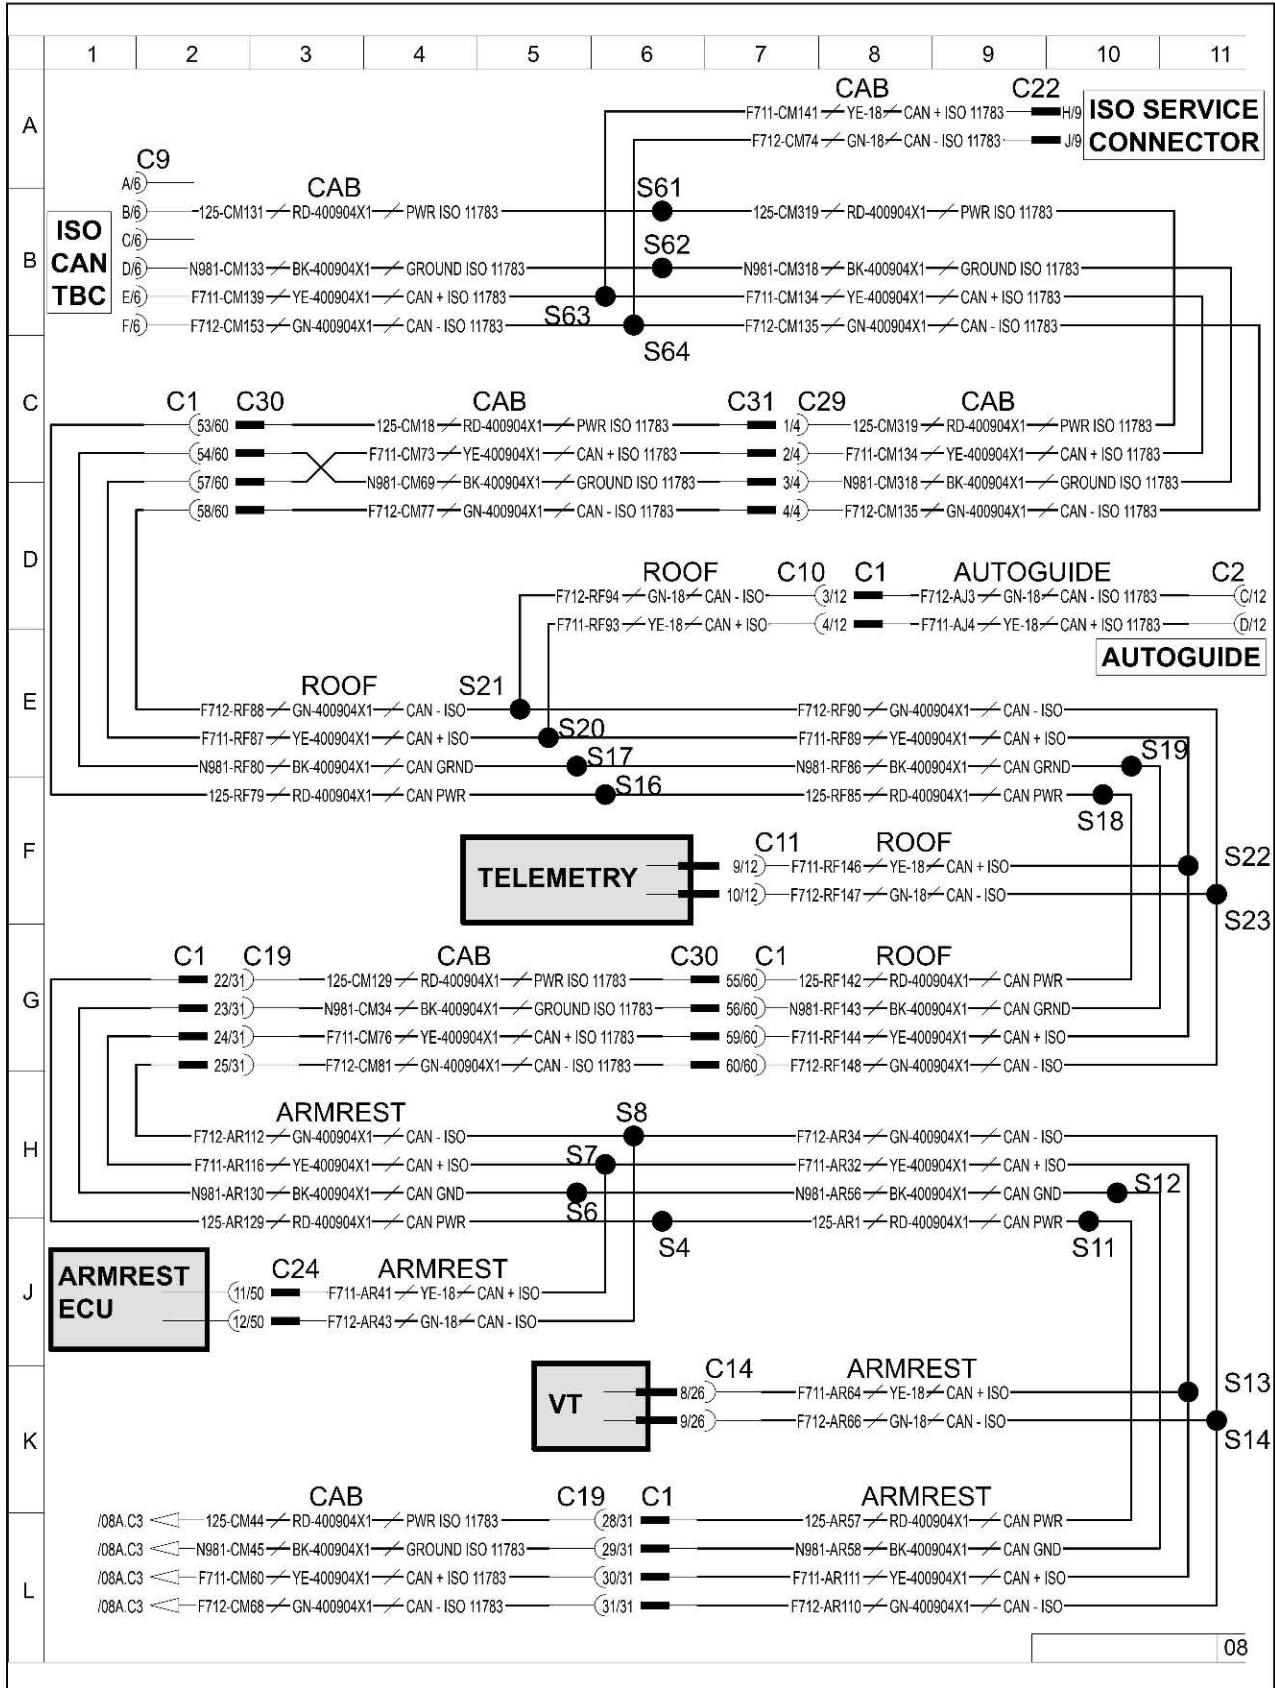 1 2 3 4 5 6 7 8 9 10 11
A
CAB C22
F711-CM141 YE-18 CAN + ISO 11783 H/9
F712-CM74 GN-18 CAN - ISO 11783 J/9
ISO SERVICE
CONNECTOR
C9
A/6
CAB S61
B/6 125-CM131 RD-400904X1 PWR ISO 11783 125-CM319 RD-400904X1 PWR ISO 11783
ISO
CAN
TBC
B
C/6 S62
D/6 N981-CM133 BK-400904X1 GROUND ISO 11783 N981-CM318 BK-400904X1 GROUND ISO 11783
E/6 F711-CM139 YE-400904X1 CAN + ISO 11783 S63 F711-CM134 YE-400904X1 CAN + ISO 11783
F/6 F712-CM153 GN-400904X1 CAN - ISO 11783 F712-CM135 GN-400904X1 CAN - ISO 11783
S64
C
C1 C30 CAB C31 C29 CAB
53/60 125-CM18 RD-400904X1 PWR ISO 11783 1/4 125-CM319 RD-400904X1 PWR ISO 11783
54/60 F711-CM73 YE-400904X1 CAN + ISO 11783 2/4 F711-CM134 YE-400904X1 CAN + ISO 11783
57/60 N981-CM69 BK-400904X1 GROUND ISO 11783 3/4 N981-CM318 BK-400904X1 GROUND ISO 11783
58/60 F712-CM77 GN-400904X1 CAN - ISO 11783 4/4 F712-CM135 GN-400904X1 CAN - ISO 11783
D
ROOF C10 C1 AUTOGUIDE C2
F712-RF94 GN-18 CAN - ISO 3/12 F712-AJ3 GN-18 CAN - ISO 11783 C/12
F711-RF93 YE-18 CAN + ISO 4/12 F711-AJ4 YE-18 CAN + ISO 11783 D/12
AUTOGUIDE
E
ROOF S21
F712-RF88 GN-400904X1 CAN - ISO F712-RF90 GN-400904X1 CAN - ISO
F711-RF87 YE-400904X1 CAN + ISO S20 F711-RF89 YE-400904X1 CAN + ISO
N981-RF80 BK-400904X1 CAN GRND S17 N981-RF86 BK-400904X1 CAN GRND S19
125-RF79 RD-400904X1 CAN PWR S16 125-RF85 RD-400904X1 CAN PWR
S18
F
TELEMETRY
C11 ROOF S22
9/12 F711-RF146 YE-18 CAN + ISO
10/12 F712-RF147 GN-18 CAN - ISO
S23
G
C1 C19 CAB C30 C1 ROOF
22/31 125-CM129 RD-400904X1 PWR ISO 11783 55/60 125-RF142 RD-400904X1 CAN PWR
23/31 N981-CM34 BK-400904X1 GROUND ISO 11783 56/60 N981-RF143 BK-400904X1 CAN GRND
24/31 F711-CM76 YE-400904X1 CAN + ISO 11783 59/60 F711-RF144 YE-400904X1 CAN + ISO
25/31 F712-CM81 GN-400904X1 CAN - ISO 11783 60/60 F712-RF148 GN-400904X1 CAN - ISO
H
ARMREST S8
F712-AR112 GN-400904X1 CAN - ISO F712-AR34 GN-400904X1 CAN - ISO
F711-AR116 YE-400904X1 CAN + ISO S7 F711-AR32 YE-400904X1 CAN + ISO
N981-AR130 BK-400904X1 CAN GND S6 N981-AR56 BK-400904X1 CAN GND S12
125-AR129 RD-400904X1 CAN PWR S4 125-AR1 RD-400904X1 CAN PWR S11
J
ARMREST
ECU
C24 ARMREST
11/50 F711-AR41 YE-18 CAN + ISO
12/50 F712-AR43 GN-18 CAN - ISO
K
VT
C14 ARMREST S13
8/26 F711-AR64 YE-18 CAN + ISO
9/26 F712-AR66 GN-18 CAN - ISO
S14
L
CAB C19 C1 ARMREST
/08A.C3 125-CM44 RD-400904X1 PWR ISO 11783 28/31 125-AR57 RD-400904X1 CAN PWR
/08A.C3 N981-CM45 BK-400904X1 GROUND ISO 11783 29/31 N981-AR58 BK-400904X1 CAN GND
/08A.C3 F711-CM60 YE-400904X1 CAN + ISO 11783 30/31 F711-AR111 YE-400904X1 CAN + ISO
/08A.C3 F712-CM68 GN-400904X1 CAN - ISO 11783 31/31 F712-AR110 GN-400904X1 CAN - ISO
08